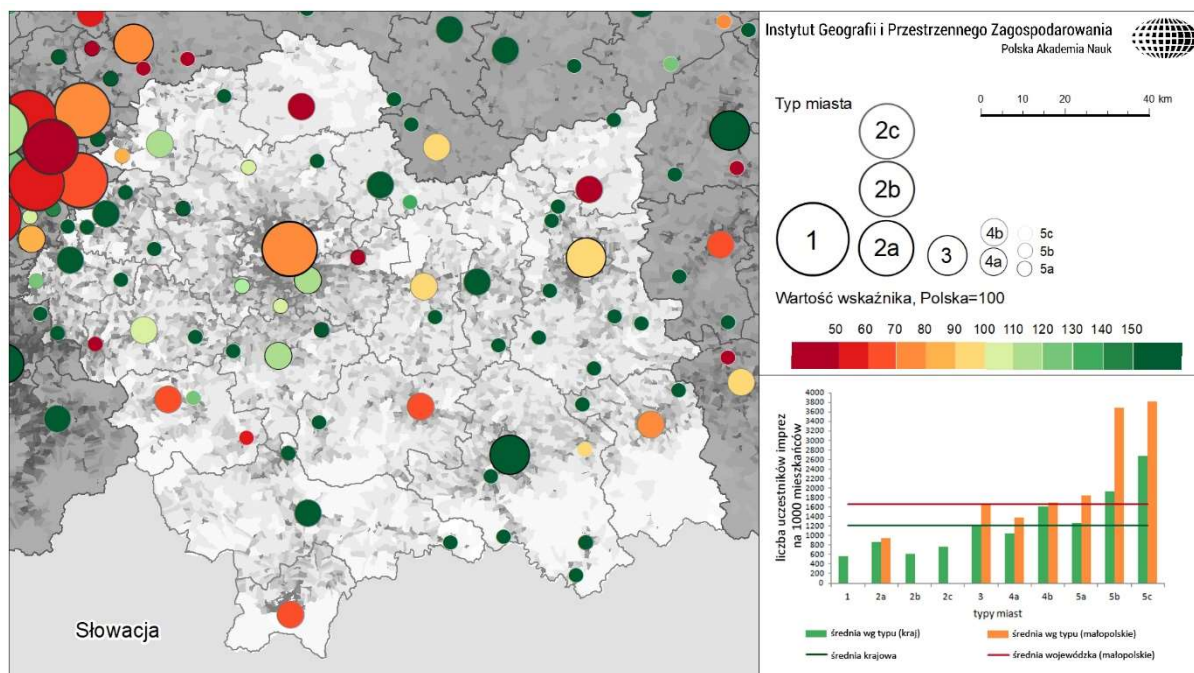 Instytut Geografii i Przestrzennego Zagospodarowania
Polska Akademia Nauk
Typ miasta
0 10 20 40 km
2c
2b
1
2a
3
4b
4a
5c
5b
5a
Wartość wskaźnika, Polska=100
50 60 70 80 90 100 110 120 130 140 150
liczba uczestników imprez
na 1000 mieszkańców
4000
3800
3600
3400
3200
3000
2800
2600
2400
2200
2000
1800
1600
1400
1200
1000
800
600
400
200
0
1 2a 2b 2c 3 4a 4b 5a 5b 5c
typy miast
średnia wg typu (kraj)
średnia wg typu (małopolskie)
średnia krajowa
średnia wojewódzka (małopolskie)
Słowacja